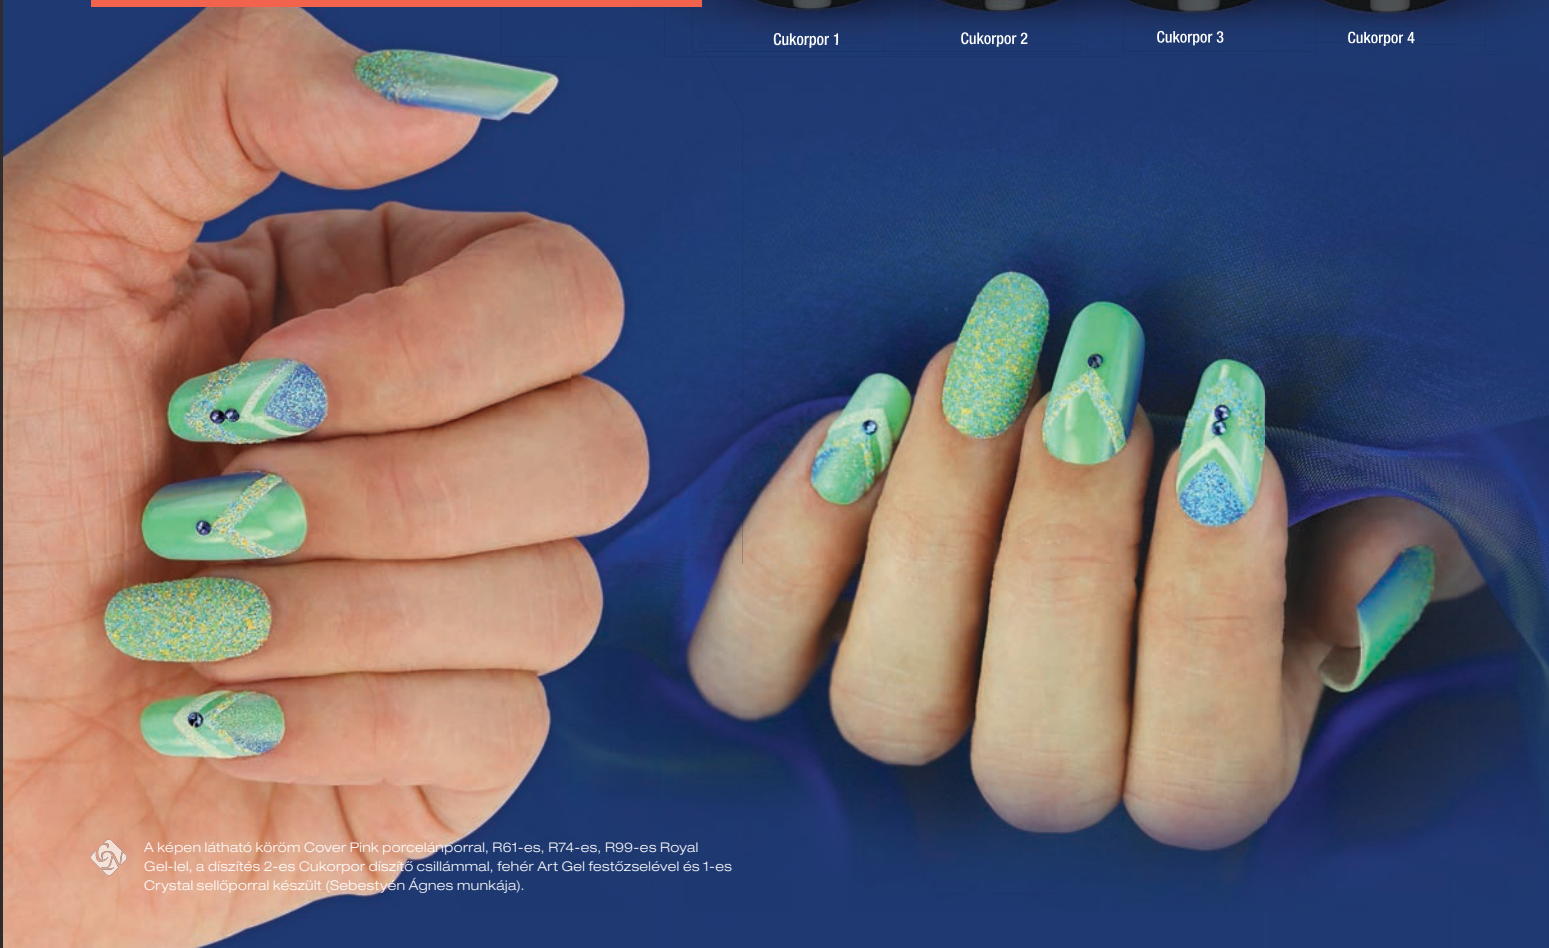 Cukorpor 1
Cukorpor 2
Cukorpor 3
Cukorpor 4
A képen látható köröm Cover Pink porcelánporral, R61-es, R74-es, R99-es Royal
Gel-lel, a díszítés 2-es Cukorpor díszítő csillámmal, fehér Art Gel festőzselével és 1-es
Crystal sellőporral készült (Sebestyén Ágnes munkája).